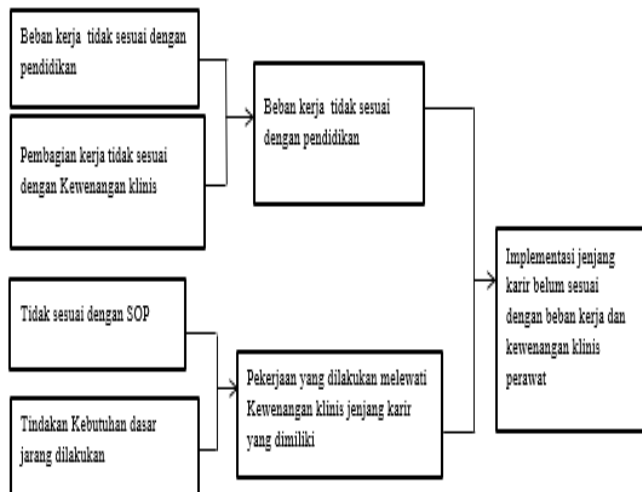 Beban kerja tidak sesuai dengan
pendidikan
Pembagian kerja tidak sesuai
dengan Kewenangan klinis
Beban kerja tidak sesuai
dengan pendidikan
Tidak sesuai dengan SOP
Tindakan Kebutuhan dasar
jarang dilakukan
Pekerjaan yang dilakukan melewati
Kewenangan klinis jenjang karir
yang dimiliki
Implementasi jenjang
karir belum sesuai
dengan beban kerja dan
kewenangan klinis
perawat